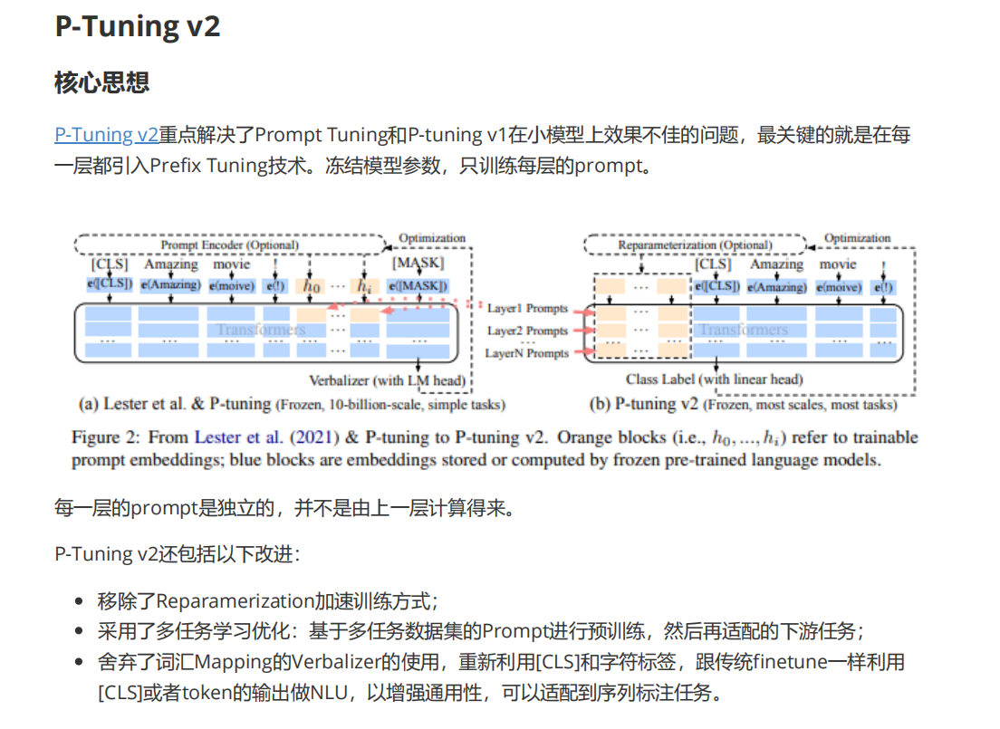 P-Tuning v2
核心思想
P-Tuning v2重点解决了Prompt Tuning和P-tuning v1在小模型上效果不佳的问题，最关键的就是在每
一层都引入Prefix Tuning技术。冻结模型参数，只训练每层的prompt。
Prompt Encoder (Optional)
Optimization
[CLS] Amazing movie ! [MASK]
e([CLS]) e(Amazing) e(moive) e(!) h0 ... hi e([MASK])
Transformers
Verbalizer (with LM head)
(a) Lester et al. & P-tuning (Frozen, 10-billion-scale, simple tasks)
Layer1 Prompts
Layer2 Prompts
...
LayerN Prompts
Reparameterization (Optional)
Optimization
[CLS] Amazing movie !
e([CLS]) e(Amazing) e(moive) e(!)
Transformers
Class Label (with linear head)
(b) P-tuning v2 (Frozen, most scales, most tasks)
Figure 2: From Lester et al. (2021) & P-tuning to P-tuning v2. Orange blocks (i.e., h0, ..., hi) refer to trainable
prompt embeddings; blue blocks are embeddings stored or computed by frozen pre-trained language models.
每一层的prompt是独立的，并不是由上一层计算得来。
P-Tuning v2还包括以下改进：
• 移除了Reparamerization加速训练方式；
• 采用了多任务学习优化：基于多任务数据集的Prompt进行预训练，然后再适配的下游任务；
• 舍弃了词汇Mapping的Verbalizer的使用，重新利用[CLS]和字符标签，跟传统finetune一样利用
[CLS]或者token的输出做NLU，以增强通用性，可以适配到序列标注任务。